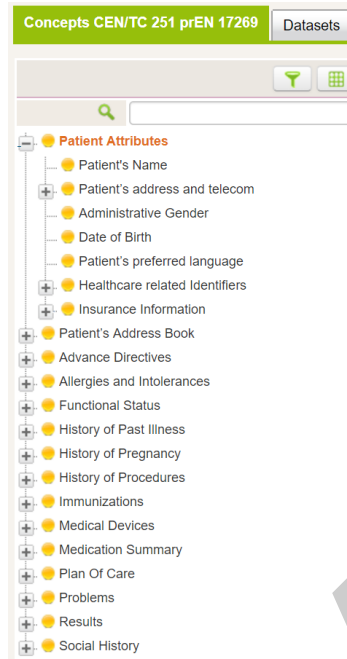 Concepts CEN/TC 251 prEN 17269 Datasets
Patient Attributes
Patient's Name
Patient's address and telecom
Administrative Gender
Date of Birth
Patient's preferred language
Healthcare related Identifiers
Insurance Information
Patient's Address Book
Advance Directives
Allergies and Intolerances
Functional Status
History of Past Illness
History of Pregnancy
History of Procedures
Immunizations
Medical Devices
Medication Summary
Plan Of Care
Problems
Results
Social History